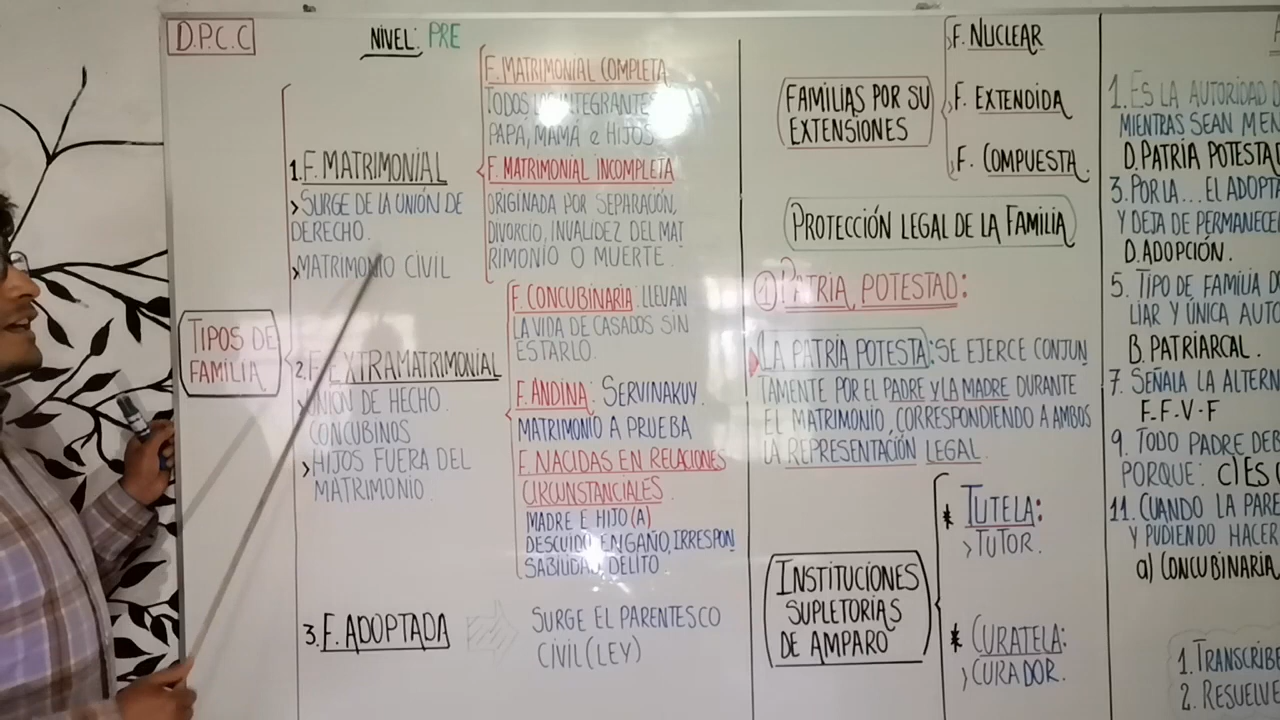 D.P.C.C
NIVEL: PRE
TIPOS DE
FAMILIA
1.F. MATRIMONIAL
>SURGE DE LA UNIÓN DE
DERECHO.
>MATRIMONIO CIVIL
F. MATRIMONIAL COMPLETA
TODOS LOS INTEGRANTES
PAPÁ, MAMÁ e HIJOS
F. MATRIMONIAL INCOMPLETA
ORIGINADA POR SEPARACIÓN,
DIVORCIO, INVALIDEZ DEL MAT
RIMONIO O MUERTE.
2.F. EXTRAMATRIMONIAL
UNIÓN DE HECHO.
CONCUBINOS
>HIJOS FUERA DEL
MATRIMONIO.
F. CONCUBINARIA: LLEVAN
LA VIDA DE CASADOS SIN
ESTARLO.
F. ANDINA: SERVINAKUY.
MATRIMONIO A PRUEBA
F. NACIDAS EN RELACIONES
CIRCUNSTANCIALES.
MADRE E HIJO(A)
DESCUIDO, ENGAÑO, IRRESPON
SABILIDAD, DELITO
3.F. ADOPTADA
SURGE EL PARENTESCO
CIVIL (LEY)
FAMILIAS POR SU
EXTENSIONES
F. NUCLEAR
F. EXTENDIDA
F. COMPUESTA.
PROTECCIÓN LEGAL DE LA FAMILIA
① PATRIA POTESTAD:
LA PATRIA POTESTA: SE EJERCE CONJUN
TAMENTE POR EL PADRE Y LA MADRE DURANTE
EL MATRIMONIO, CORRESPONDIENDO A AMBOS
LA REPRESENTACIÓN LEGAL.
INSTITUCIONES
SUPLETORIAS
DE AMPARO
* TUTELA:
>TUTOR.
* CURATELA:
>CURADOR.
1. ES LA AUTORIDAD
MIENTRAS SEAN
D. PATRIA POTESTAD
3. POR LA... EL
Y DEJA DE
D. ADOPCIÓN.
5. TIPO DE FAMILIA
LIAR Y ÚNICA
B. PATRIARCAL.
7. SEÑALA LA
F-F-V-F
9. TODO PADRE
PORQUE: C) ES
11. CUANDO LA
Y PUDIENDO HACER
a) CONCUBINARIA
1. TRANSCRIBE
2. RESUELVE